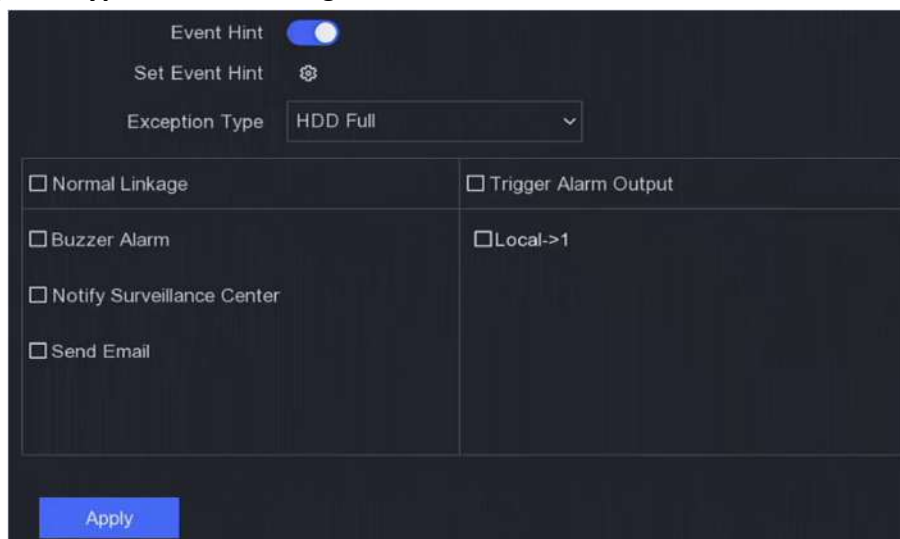 Event Hint
Set Event Hint
Exception Type HDD Full
Normal Linkage
Trigger Alarm Output
Buzzer Alarm
Local->1
Notify Surveillance Center
Send Email
Apply